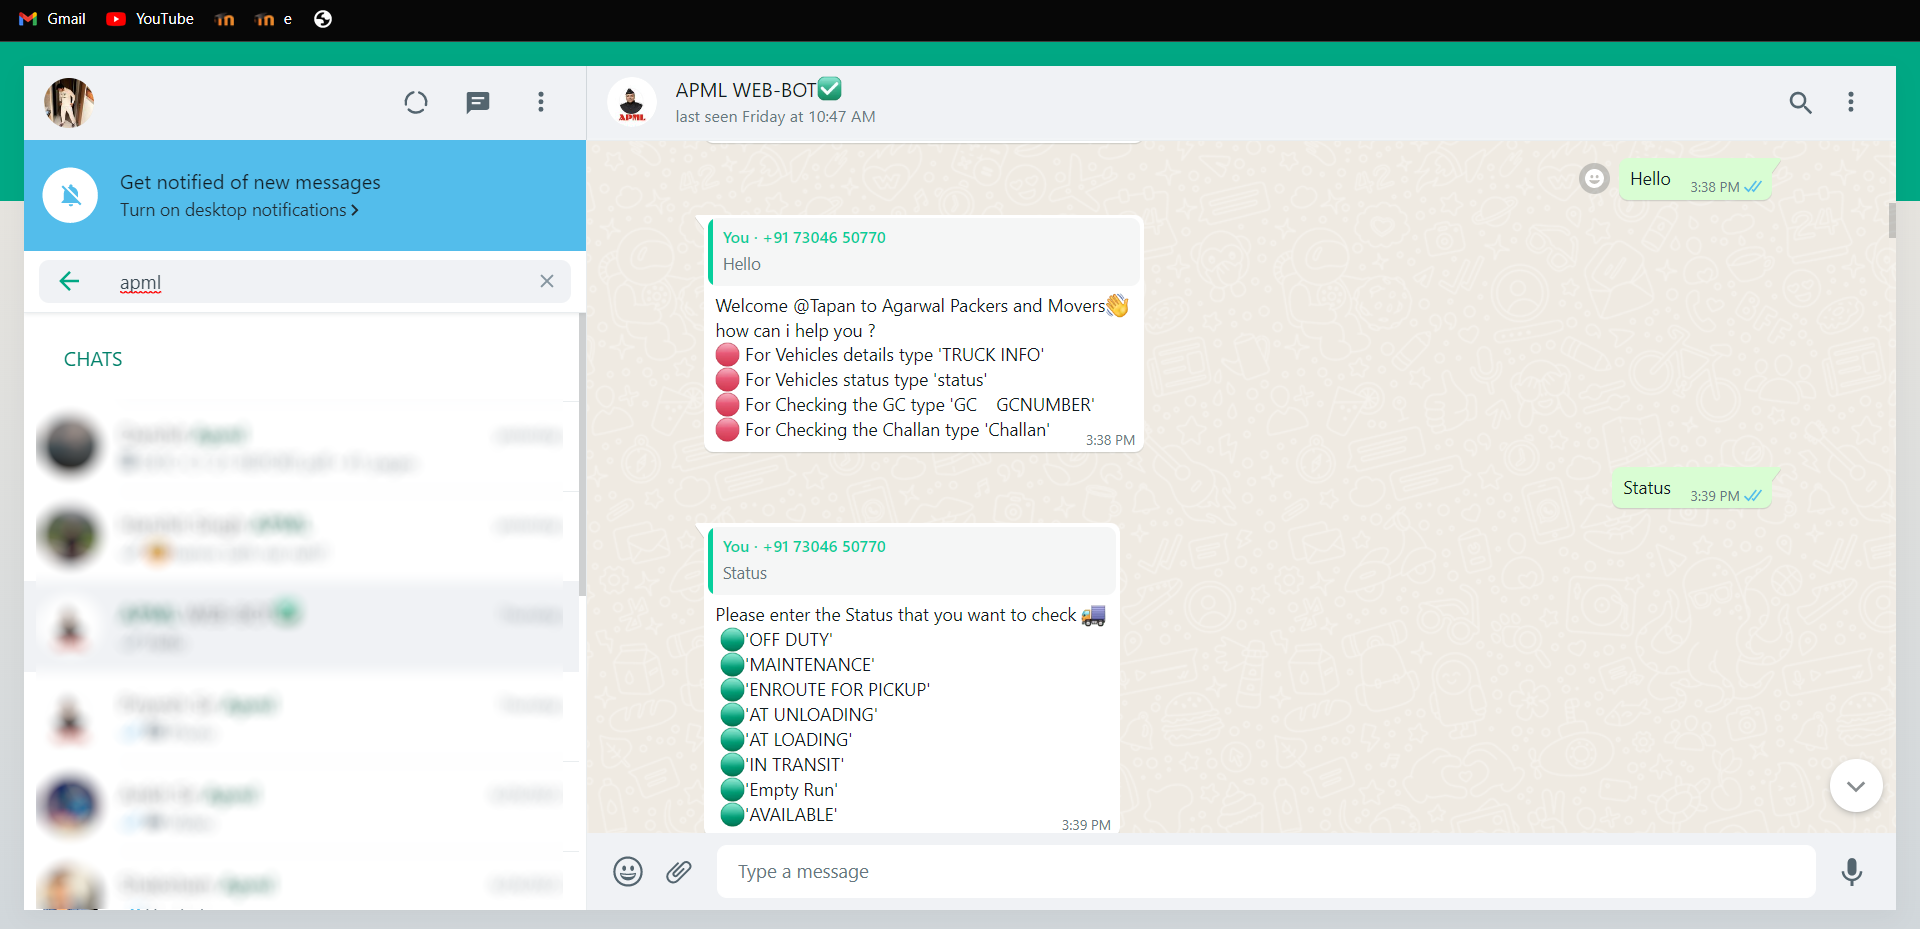 Gmail
YouTube
e
APML WEB-BOT✅
last seen Friday at 10:47 AM
APML
Get notified of new messages
Turn on desktop notifications
apml
CHATS
Hello
3:38 PM
You · +91 73046 50770
Hello
Welcome @Tapan to Agarwal Packers and Movers👋
how can i help you ?
🔴 For Vehicles details type 'TRUCK INFO'
🔴 For Vehicles status type 'status'
🔴 For Checking the GC type 'GC    GCNUMBER'
🔴 For Checking the Challan type 'Challan'
3:38 PM
Status
3:39 PM
You · +91 73046 50770
Status
Please enter the Status that you want to check 🚚
🟢'OFF DUTY'
🟢'MAINTENANCE'
🟢'ENROUTE FOR PICKUP'
🟢'AT UNLOADING'
🟢'AT LOADING'
🟢'IN TRANSIT'
🟢'Empty Run'
🟢'AVAILABLE'
3:39 PM
Type a message